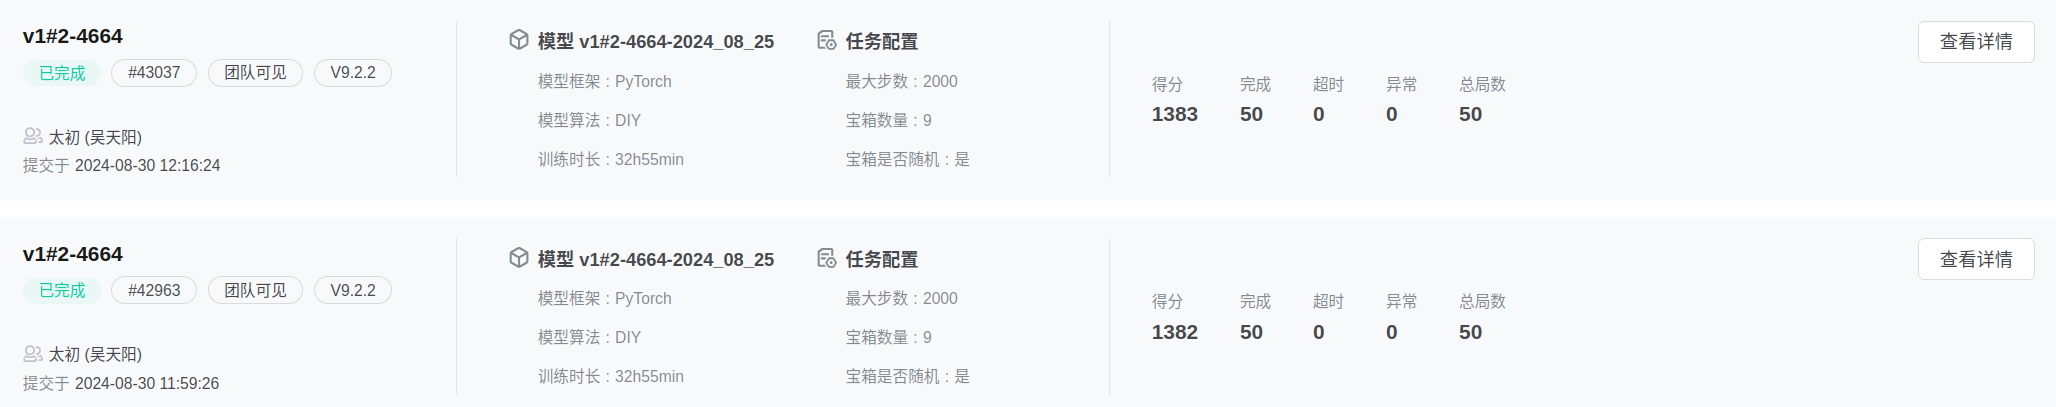 v1#2-4664
已完成 #43037 团队可见 V9.2.2
太初 (吴天阳)
提交于 2024-08-30 12:16:24
模型 v1#2-4664-2024_08_25
模型框架 : PyTorch
模型算法 : DIY
训练时长 : 32h55min
任务配置
最大步数 : 2000
宝箱数量 : 9
宝箱是否随机 : 是
得分 完成 超时 异常 总局数
1383 50 0 0 50
查看详情
v1#2-4664
已完成 #42963 团队可见 V9.2.2
太初 (吴天阳)
提交于 2024-08-30 11:59:26
模型 v1#2-4664-2024_08_25
模型框架 : PyTorch
模型算法 : DIY
训练时长 : 32h55min
任务配置
最大步数 : 2000
宝箱数量 : 9
宝箱是否随机 : 是
得分 完成 超时 异常 总局数
1382 50 0 0 50
查看详情